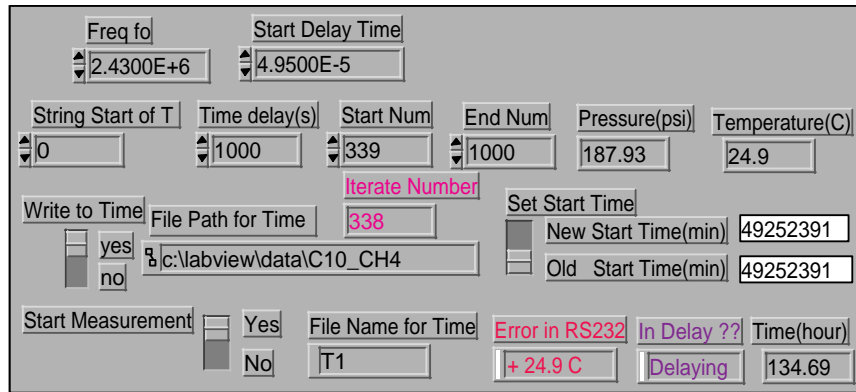 Freq fo Start Delay Time
2.4300E+6 4.9500E-5
String Start of T Time delay(s) Start Num End Num Pressure(psi) Temperature(C)
0 1000 339 1000 187.93 24.9
Iterate Number
Write to Time File Path for Time 338 Set Start Time
yes New Start Time(min) 49252391
c:\labview\data\C10_CH4
no Old Start Time(min) 49252391
Start Measurement Yes File Name for Time Error in RS232 In Delay ?? Time(hour)
No T1 + 24.9 C Delaying 134.69